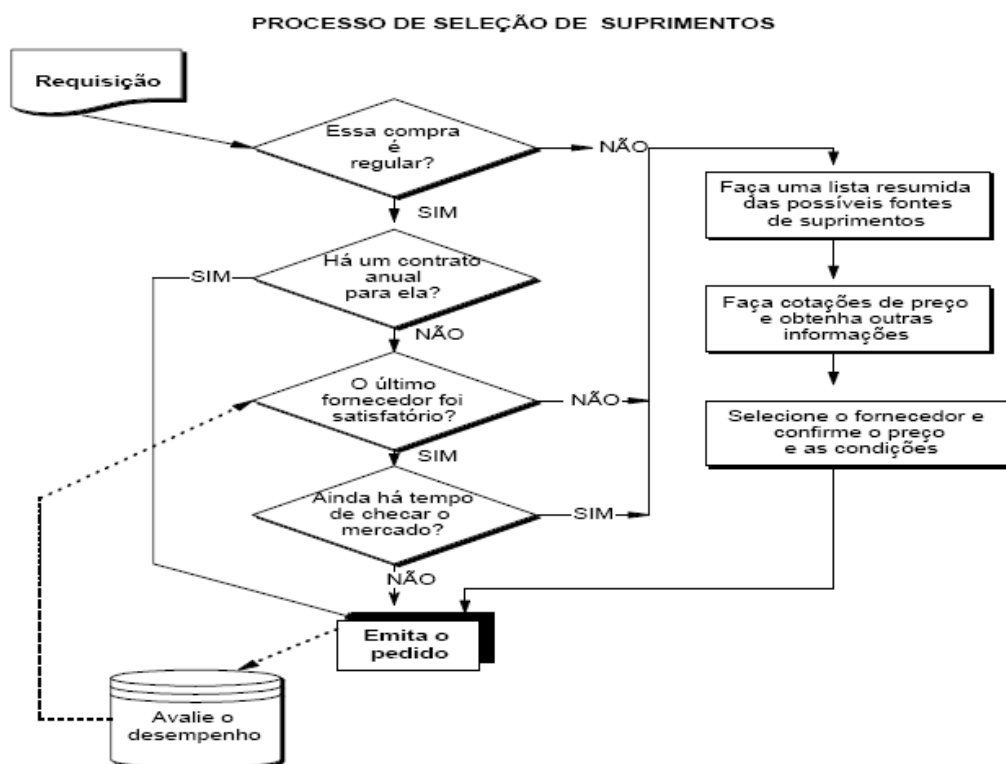 PROCESSO DE SELEÇÃO DE SUPRIMENTOS
Requisição
Essa compra
é
regular?
NÃO
SIM
Há um contrato
anual
para ela?
SIM
NÃO
O último
fornecedor foi
satisfatório?
NÃO
SIM
Ainda há tempo
de checar o
mercado?
SIM
NÃO
Emita o
pedido
Avalie o
desempenho
Faça uma lista resumida
das possíveis fontes
de suprimentos
Faça cotações de preço
e obtenha outras
informações
Selecione o fornecedor e
confirme o preço
e as condições